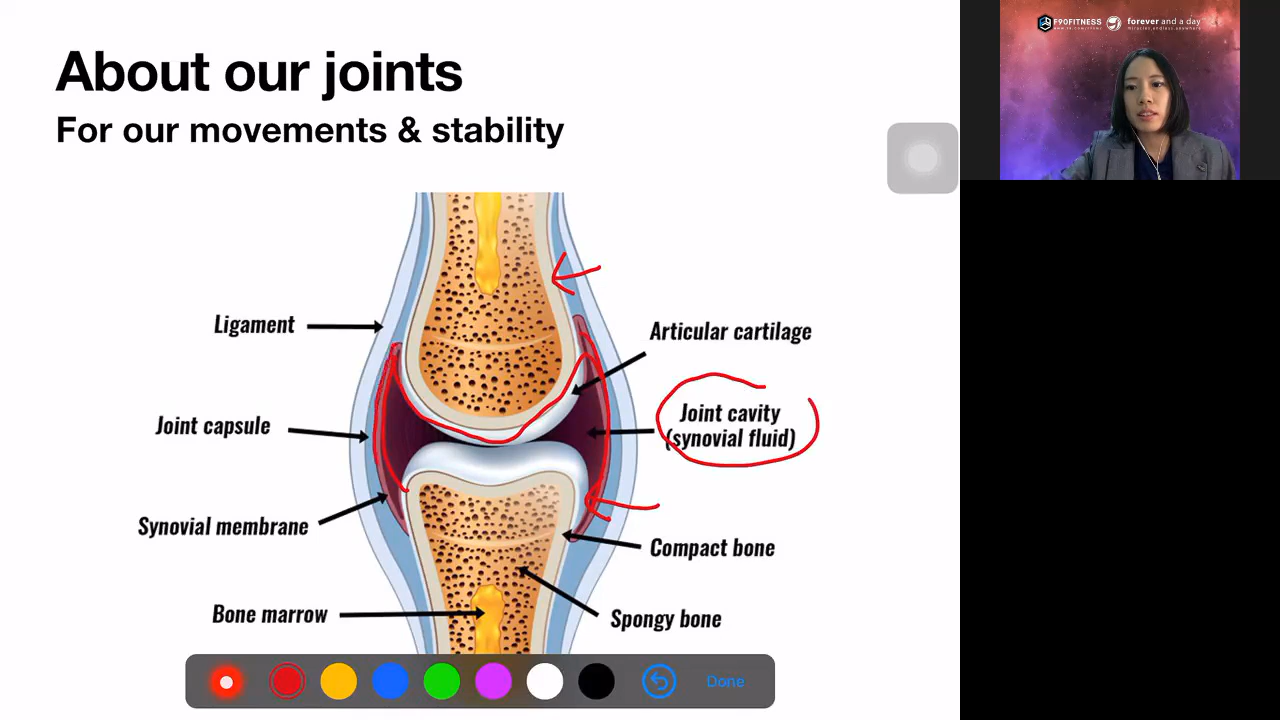 About our joints
For our movements & stability
Ligament
Articular cartilage
Joint capsule
Joint cavity
(synovial fluid)
Synovial membrane
Compact bone
Bone marrow
Spongy bone
Done
F90FITNESS
forever and a day